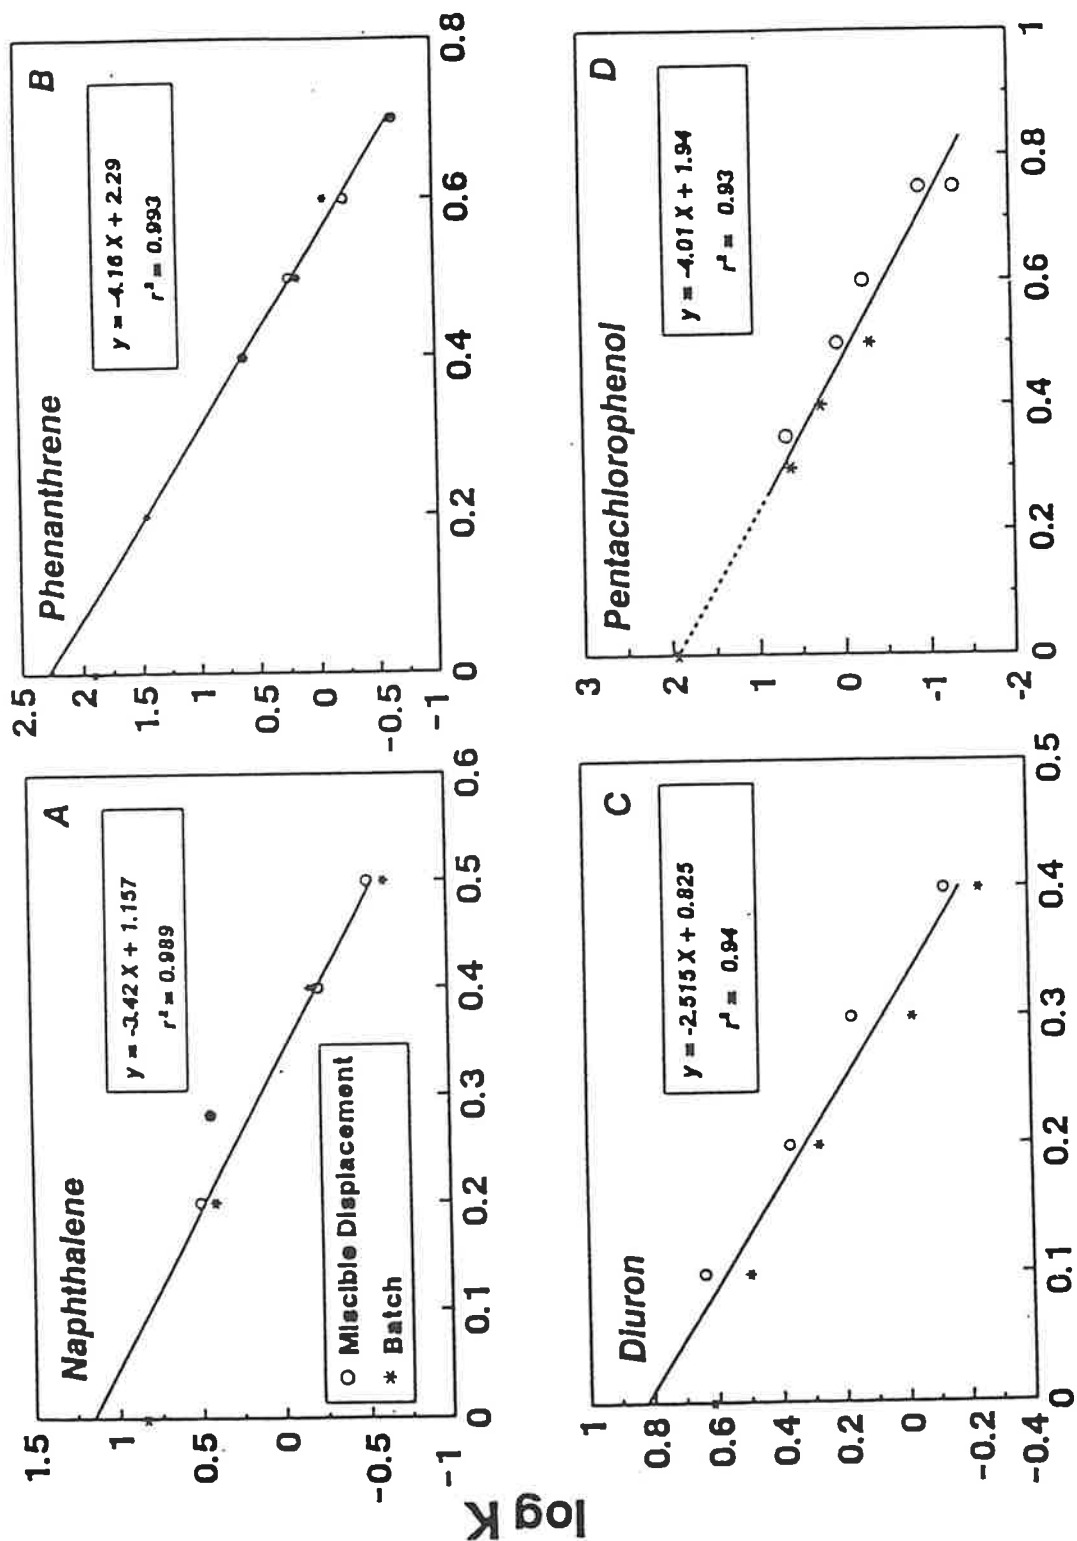 log K
Naphthalene
A
y = -3.42 X + 1.157
r² = 0.989
O Miscible Displacement
* Batch
1.5
1
0.5
0
-0.5
-1
0
0.1
0.2
0.3
0.4
0.5
0.6
Phenanthrene
B
y = -4.16 X + 2.29
r² = 0.993
2.5
2
1.5
1
0.5
0
-0.5
-1
0
0.2
0.4
0.6
0.8
Diuron
C
y = -2.515 X + 0.825
r² = 0.94
1
0.8
0.6
0.4
0.2
0
-0.2
-0.4
0
0.1
0.2
0.3
0.4
0.5
Pentachlorophenol
D
y = -4.01 X + 1.94
r² = 0.93
3
2
1
0
-1
-2
0
0.2
0.4
0.6
0.8
1